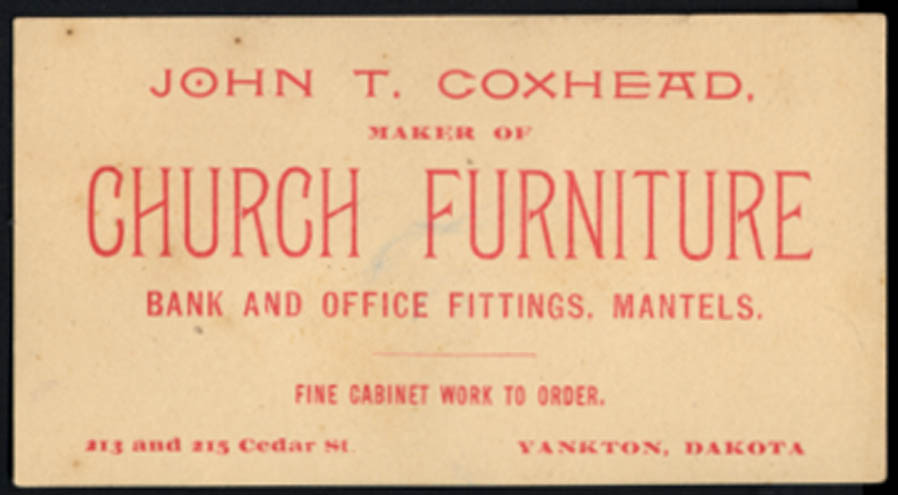 JOHN T. COXHEAD,
MAKER OF
CHURCH FURNITURE
BANK AND OFFICE FITTINGS. MANTELS.
FINE CABINET WORK TO ORDER.
213 and 215 Cedar St. YANKTON, DAKOTA